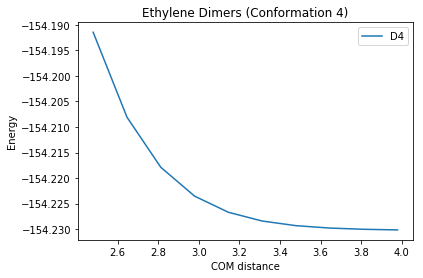 Ethylene Dimers (Conformation 4)
D4
−154.190
−154.195
−154.200
−154.205
−154.210
−154.215
−154.220
−154.225
−154.230
Energy
2.6 2.8 3.0 3.2 3.4 3.6 3.8 4.0
COM distance